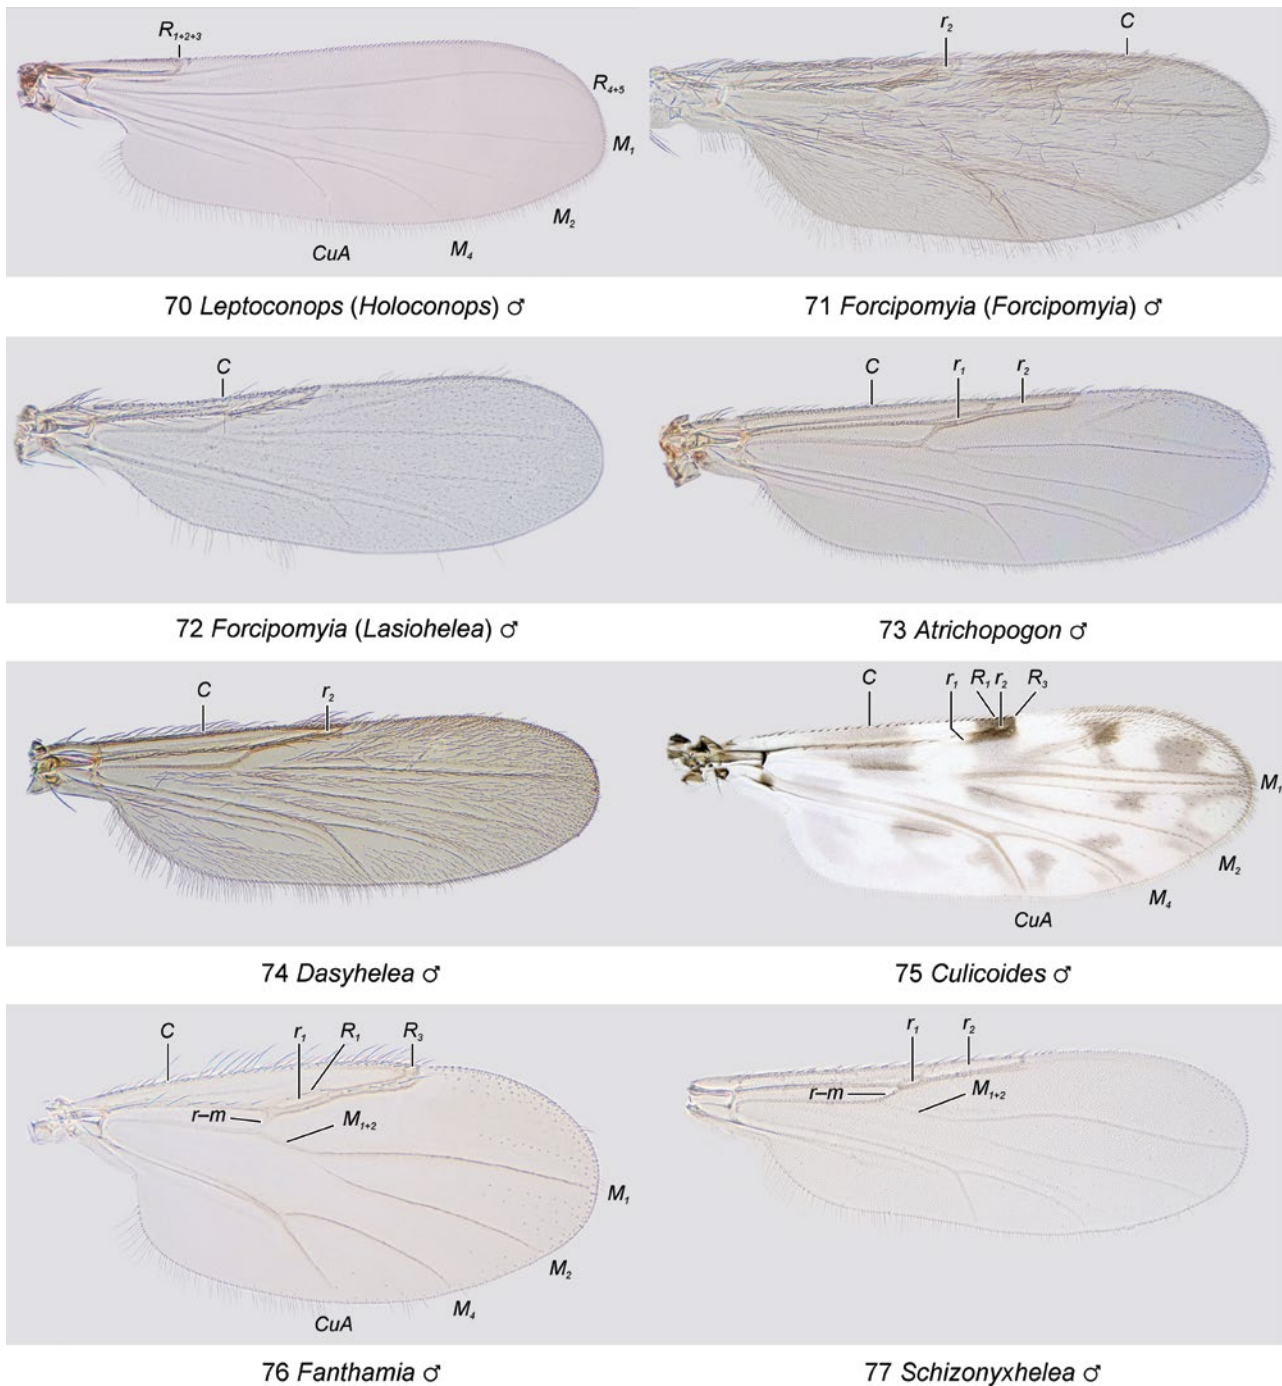 R1+2+3
R4+5
M1
M2
M4
CuA
70 Leptoconops (Holoconops) ♂
r2 C
71 Forcipomyia (Forcipomyia) ♂
C
72 Forcipomyia (Lasiohelea) ♂
C r1 r2
73 Atrichopogon ♂
C r2
74 Dasyhelea ♂
C r1 R1 r2 R3
M1
M2
M4
CuA
75 Culicoides ♂
C r1 R1 R3
r–m M1+2
M1
M2
M4
CuA
76 Fanthamia ♂
r1 r2
r–m M1+2
77 Schizonyxhelea ♂